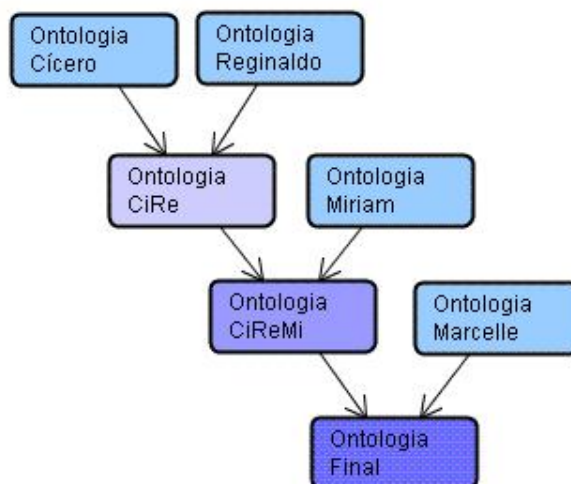 Ontologia
Cícero
Ontologia
Reginaldo
Ontologia
CiRe
Ontologia
Miriam
Ontologia
CiReMi
Ontologia
Marcelle
Ontologia
Final